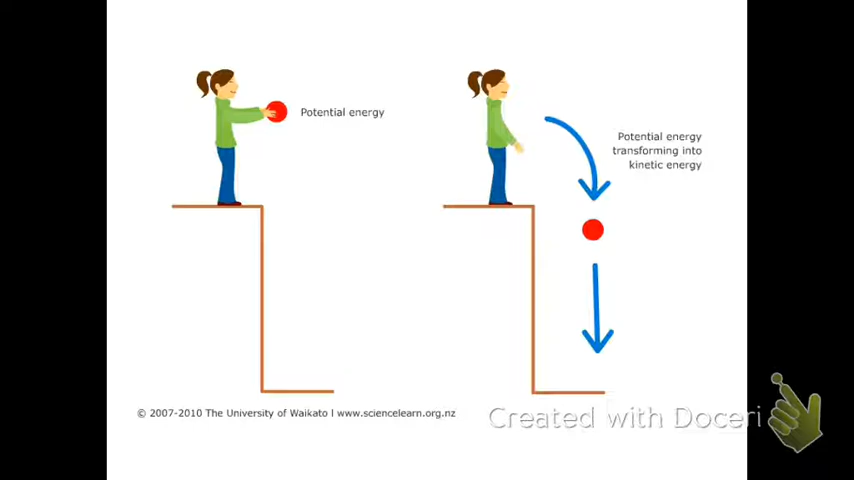 Potential energy
Potential energy
transforming into
kinetic energy
© 2007-2010 The University of Waikato l www.sciencelearn.org.nz
Created with Doceri